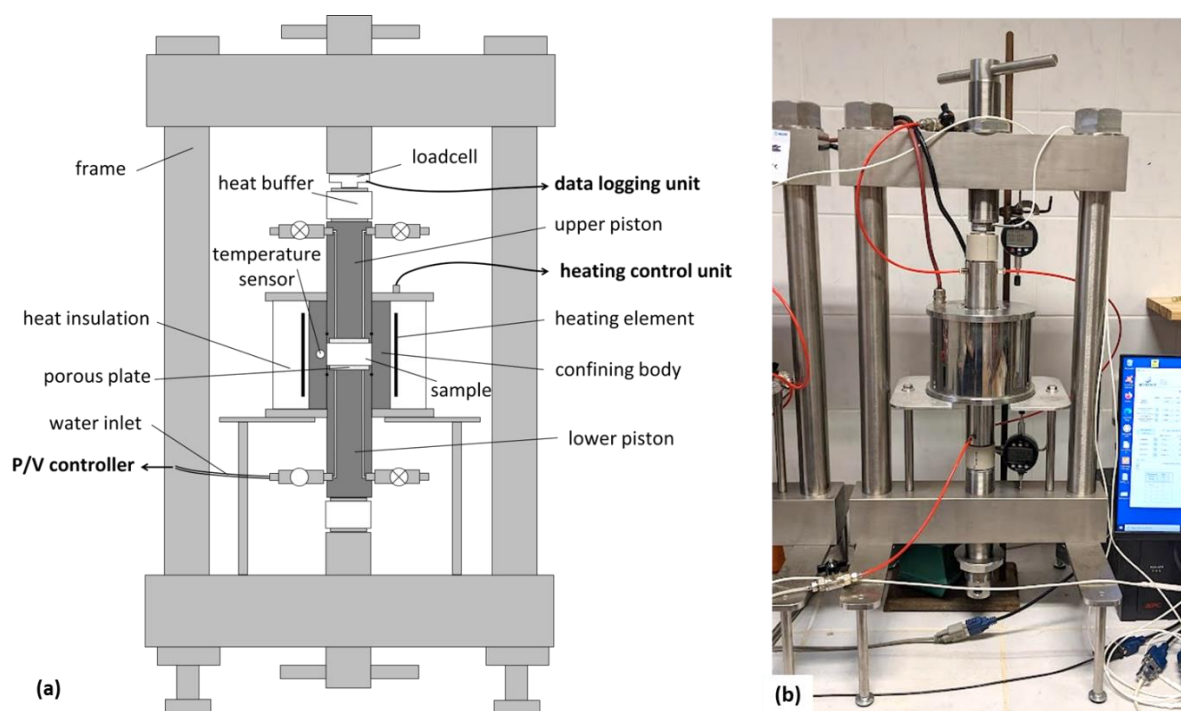 loadcell
frame
heat buffer
data logging unit
upper piston
temperature
sensor
heating control unit
heat insulation
heating element
porous plate
sample
confining body
water inlet
lower piston
P/V controller
(a)
(b)